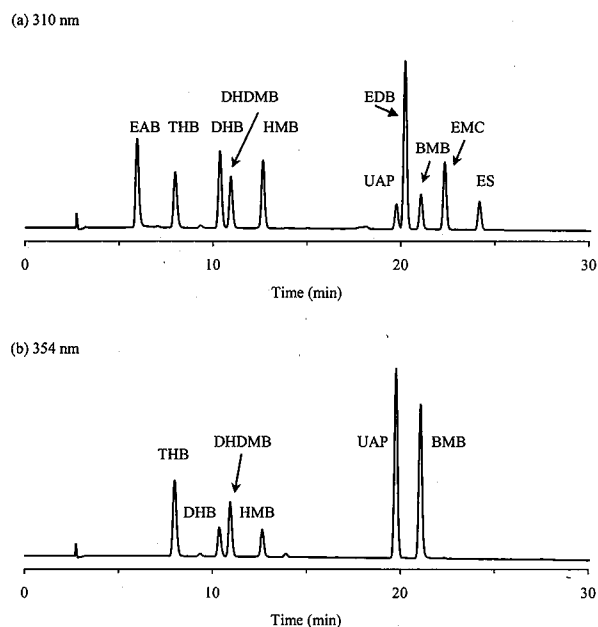 (a) 310 nm
DHDMB
EDB
EMC
EAB THB DHB HMB
BMB
UAP
ES
0 10 20 30
Time (min)
(b) 354 nm
DHDMB
UAP BMB
THB
DHB HMB
0 10 20 30
Time (min)